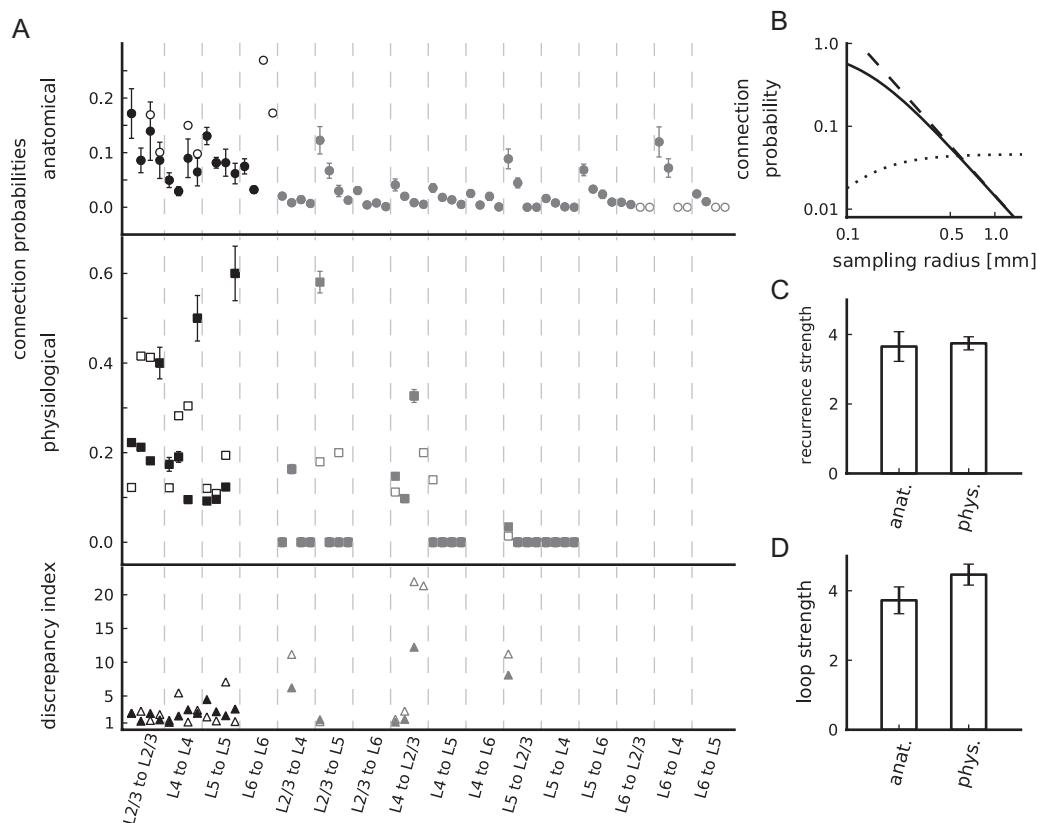 A
connection probabilities
anatomical
0.2
0.1
0.0
physiological
0.6
0.4
0.2
0.0
discrepancy index
20
15
10
5
1
L2/3 to L2/3
L4 to L4
L5 to L5
L6 to L6
L2/3 to L4
L2/3 to L5
L2/3 to L6
L4 to L2/3
L4 to L5
L4 to L6
L5 to L2/3
L5 to L4
L5 to L6
L6 to L2/3
L6 to L4
L6 to L5
B
connection
probability
1.0
0.1
0.01
0.1
0.5
1.0
sampling radius [mm]
C
recurrence strength
4
2
0
anat.
phys.
D
loop strength
4
2
0
anat.
phys.